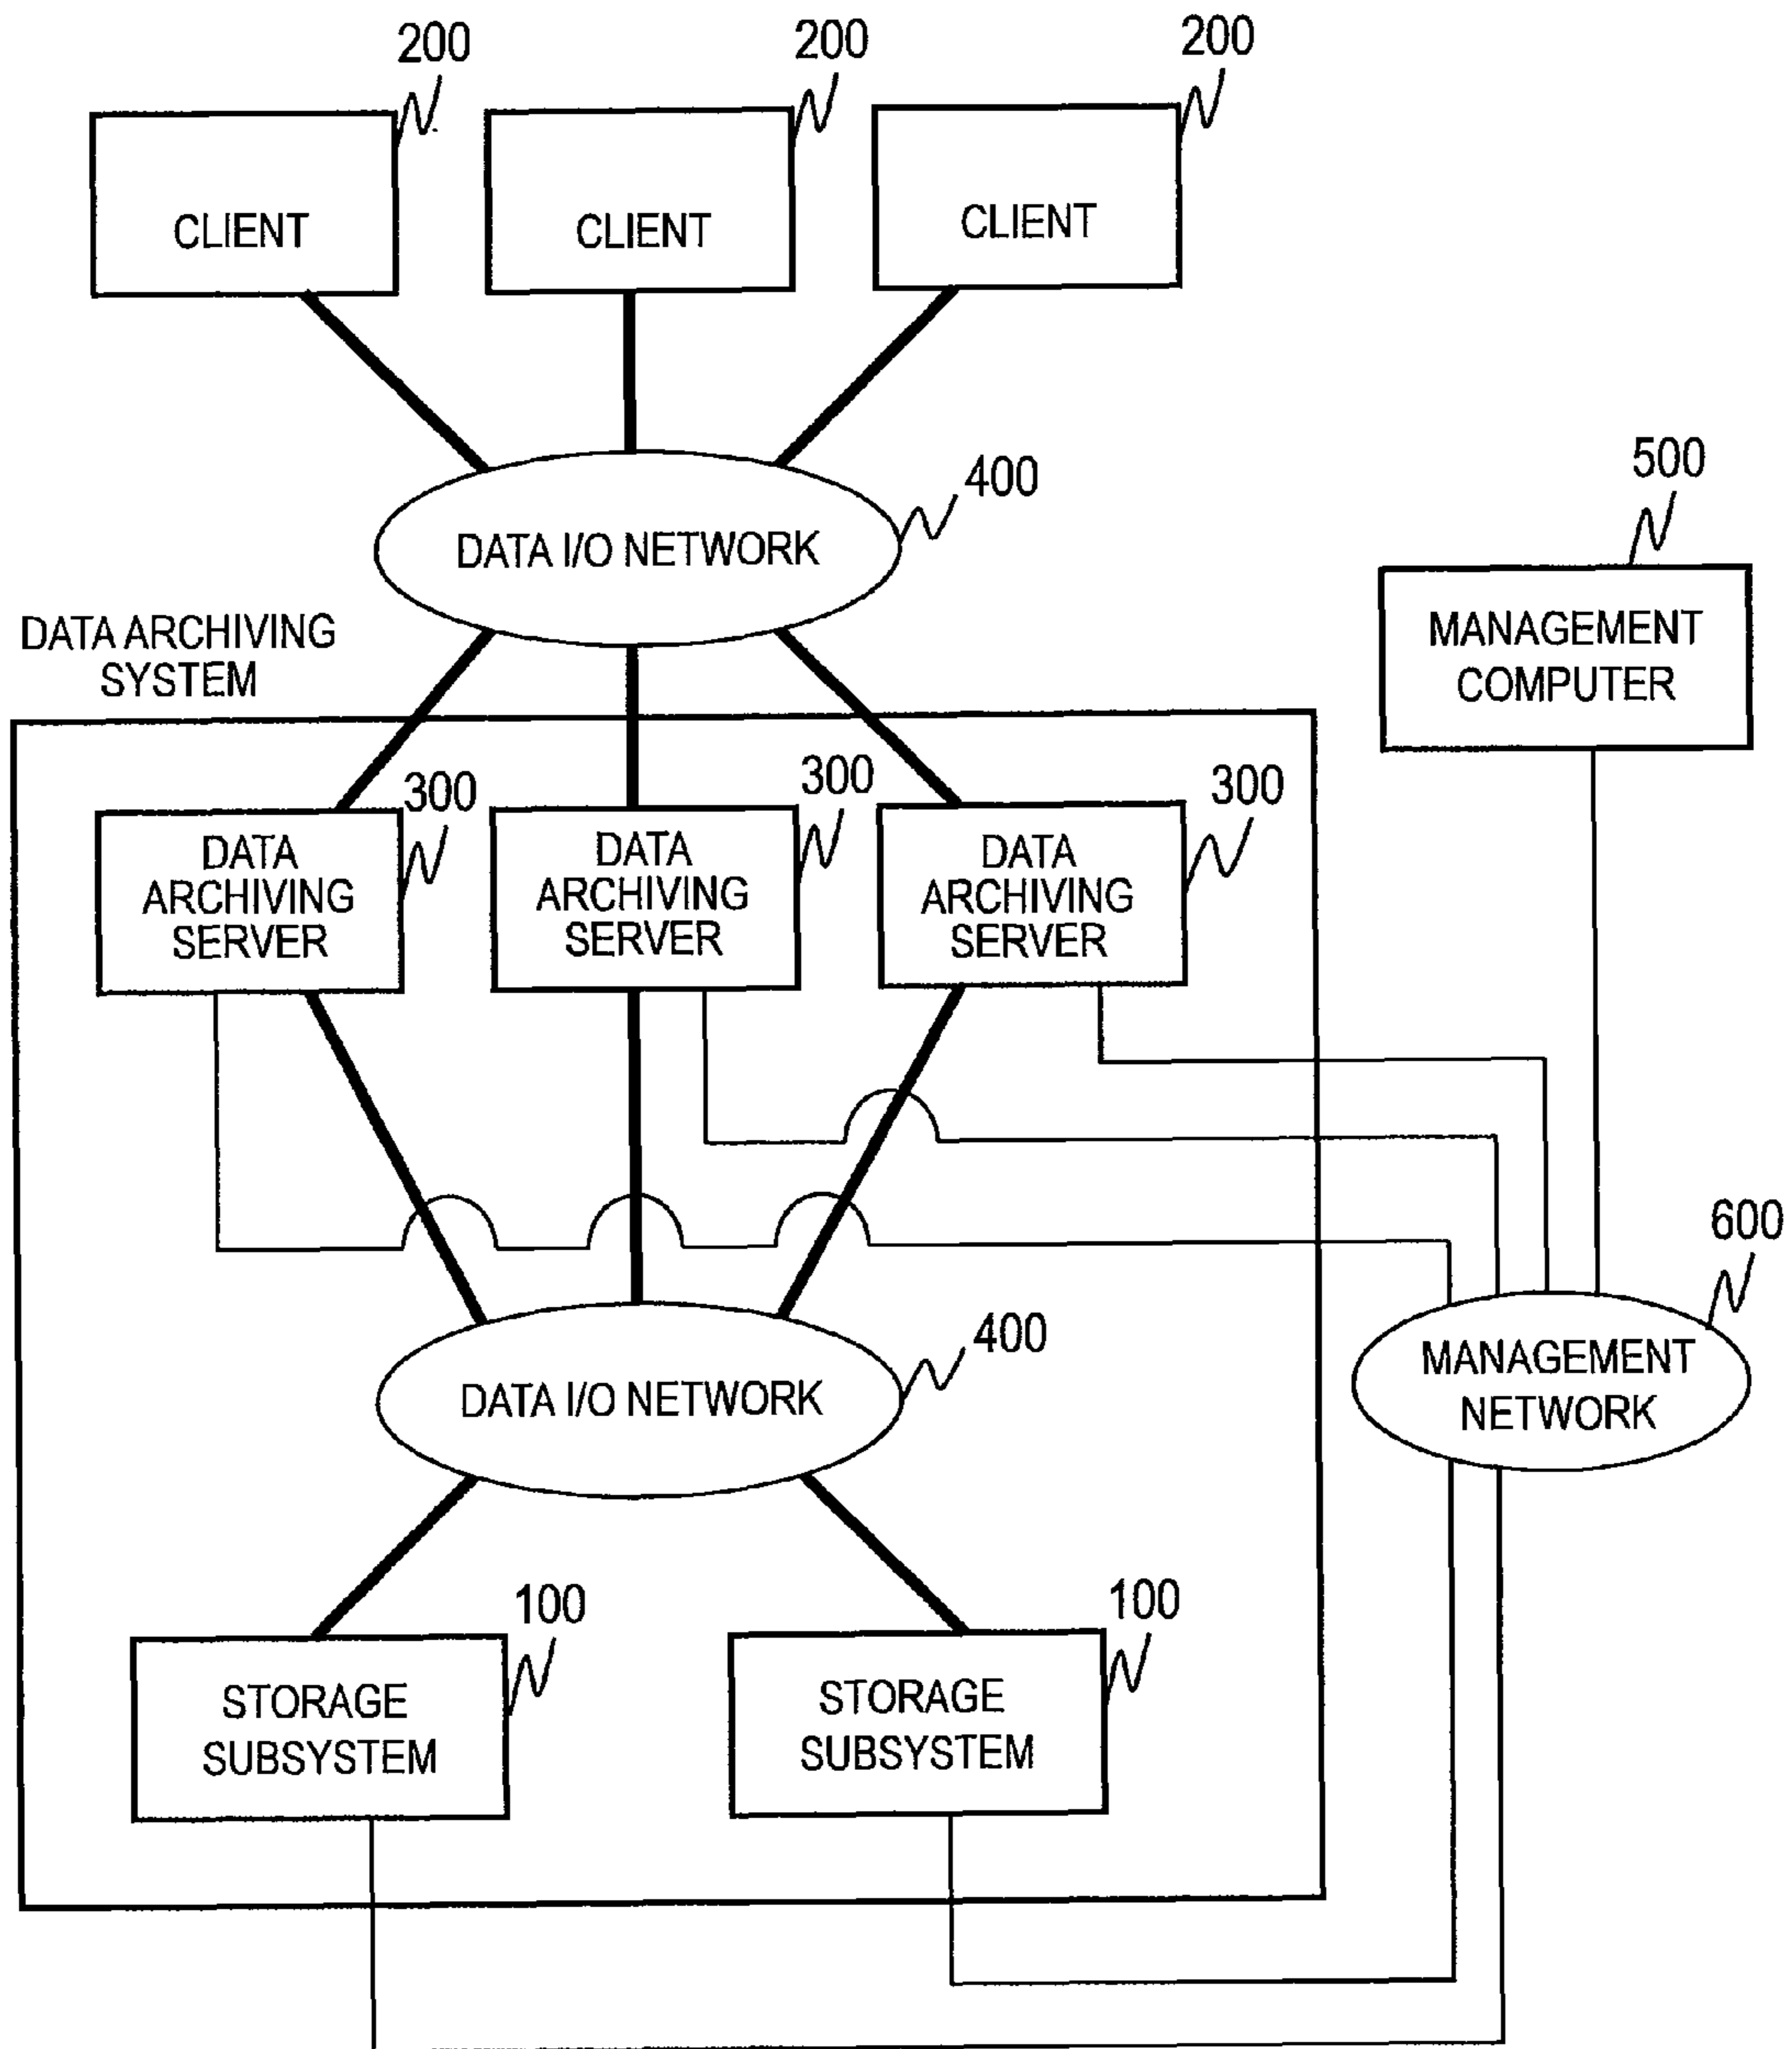 200
200
200
CLIENT
CLIENT
CLIENT
400
DATA I/O NETWORK
500
MANAGEMENT
COMPUTER
DATA ARCHIVING
SYSTEM
300
300
300
DATA
ARCHIVING
SERVER
DATA
ARCHIVING
SERVER
DATA
ARCHIVING
SERVER
600
MANAGEMENT
NETWORK
400
DATA I/O NETWORK
100
100
STORAGE
SUBSYSTEM
STORAGE
SUBSYSTEM